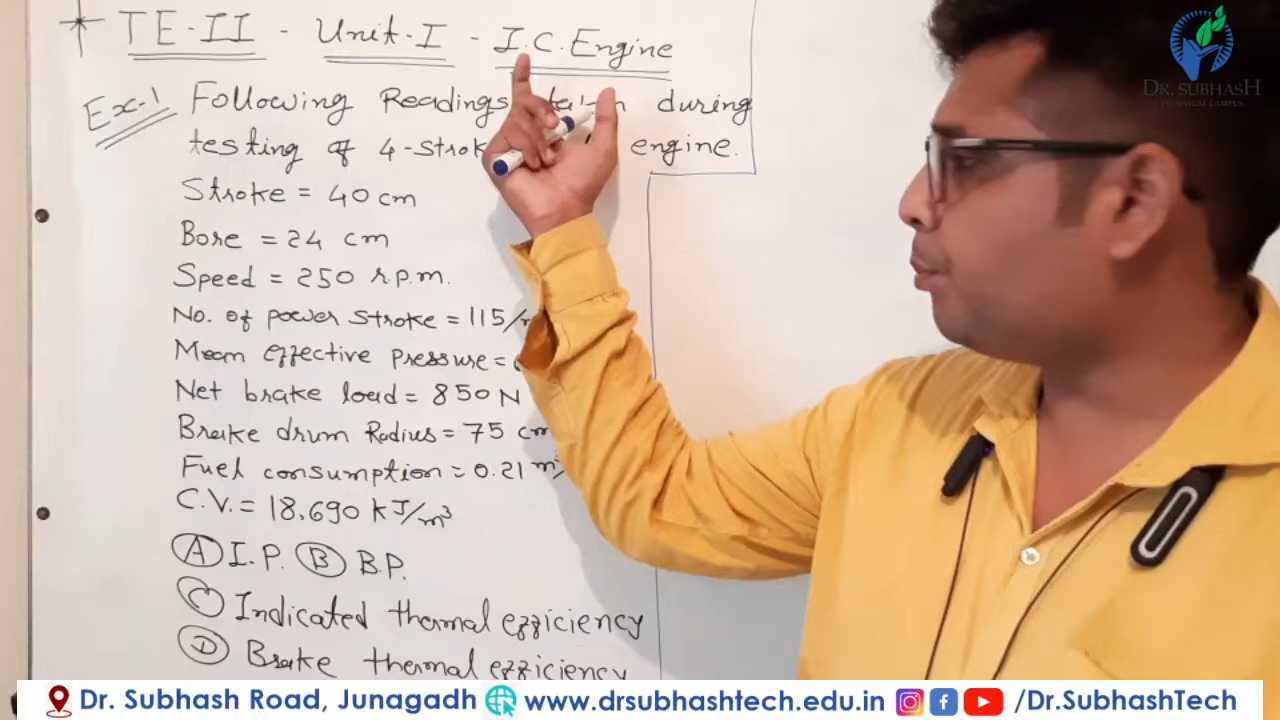 TE-II - Unit-I - I.C. Engine
Ex-1 Following Readings during
testing of 4-strok engine.
Stroke = 40 cm
Bore = 24 cm
Speed = 250 r.p.m.
No. of power stroke = 115/
Mean effective pressure =
Net brake load = 850 N
Brake drum Radius = 75 cm
Fuel consumption = 0.21 m³/
C.V. = 18,690 kJ/m³
A I.P. B B.P.
C Indicated thermal efficiency
D Brake thermal efficiency
DR. SUBHASH
TECHNICAL CAMPUS
Dr. Subhash Road, Junagadh www.drsubhashtech.edu.in /Dr.SubhashTech